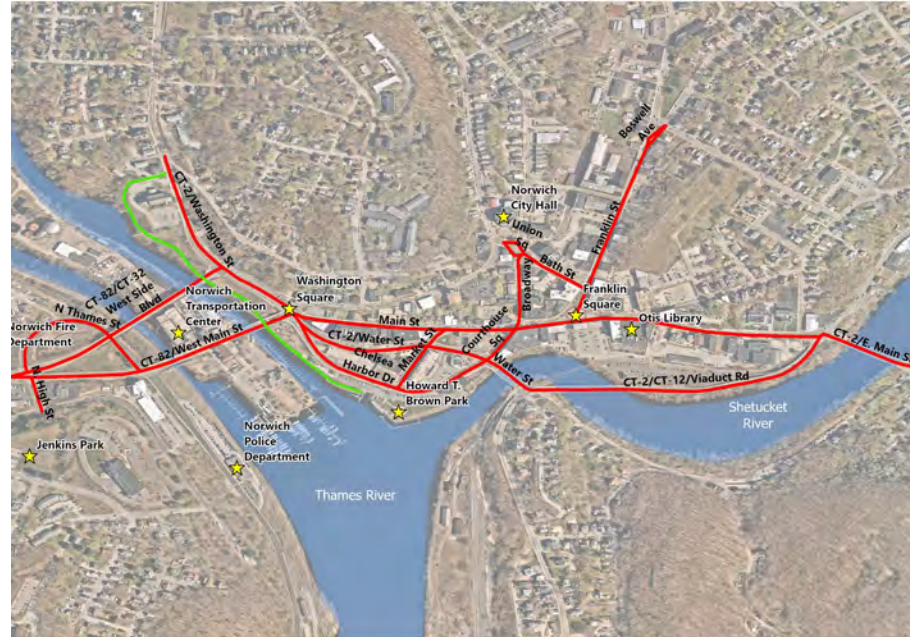 Boswell
Ave
CT-2/Washington St
Norwich
City Hall
Union
Sq
Bath St
Franklin St
Broadway
Franklin
Square
Washington
Square
CT-82/CT-32
West Side
Blvd
N Thames St
Norwich
Transportation
Center
Norwich Fire
Department
CT-82/West Main St
Main St
CT-2/Water St
Chelsea
Harbor Dr
Market St
Courthouse
Sq
Water St
Otis Library
CT-2/E. Main St
CT-2/CT-12/Viaduct Rd
N High St
Howard T.
Brown Park
Shetucket
River
Jenkins Park
Norwich
Police
Department
Thames River